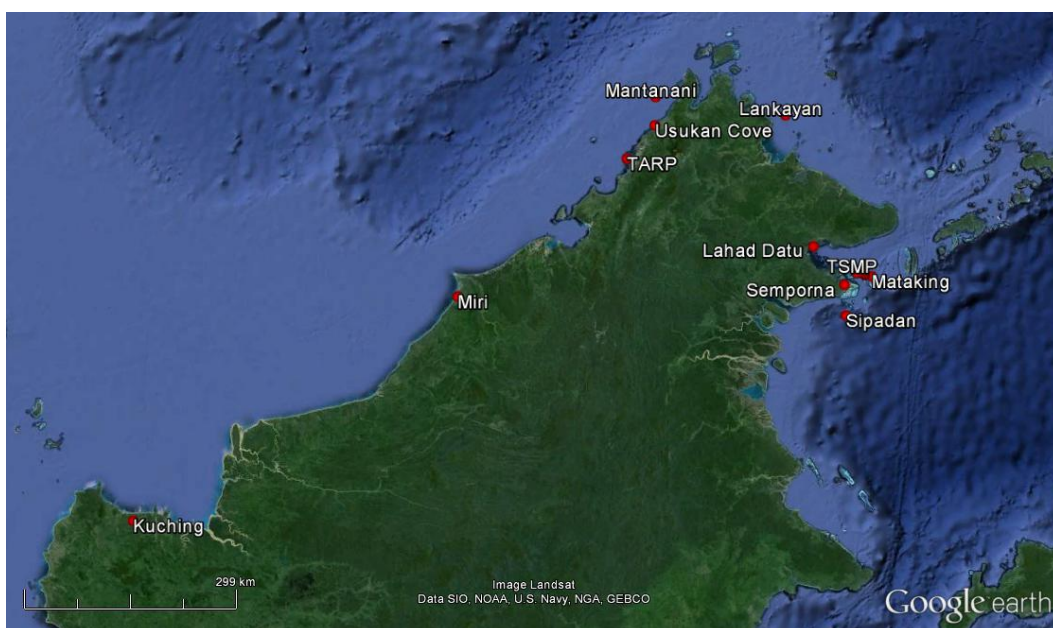 Mantanani
Lankayan
Usukan Cove
TARP
Lahad Datu
TSMP
Mataking
Semporna
Miri
Sipadan
Kuching
299 km
Image Landsat
Data SIO, NOAA, U.S. Navy, NGA, GEBCO
Google earth